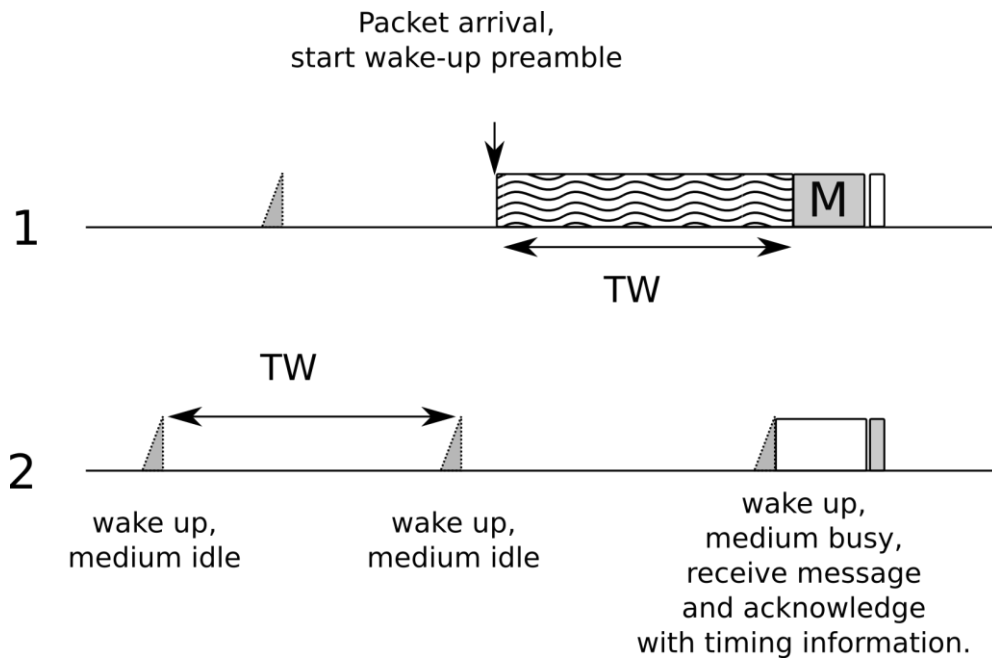 Packet arrival,
start wake-up preamble
1
M
TW
TW
2
wake up,
medium idle
wake up,
medium idle
wake up,
medium busy,
receive message
and acknowledge
with timing information.